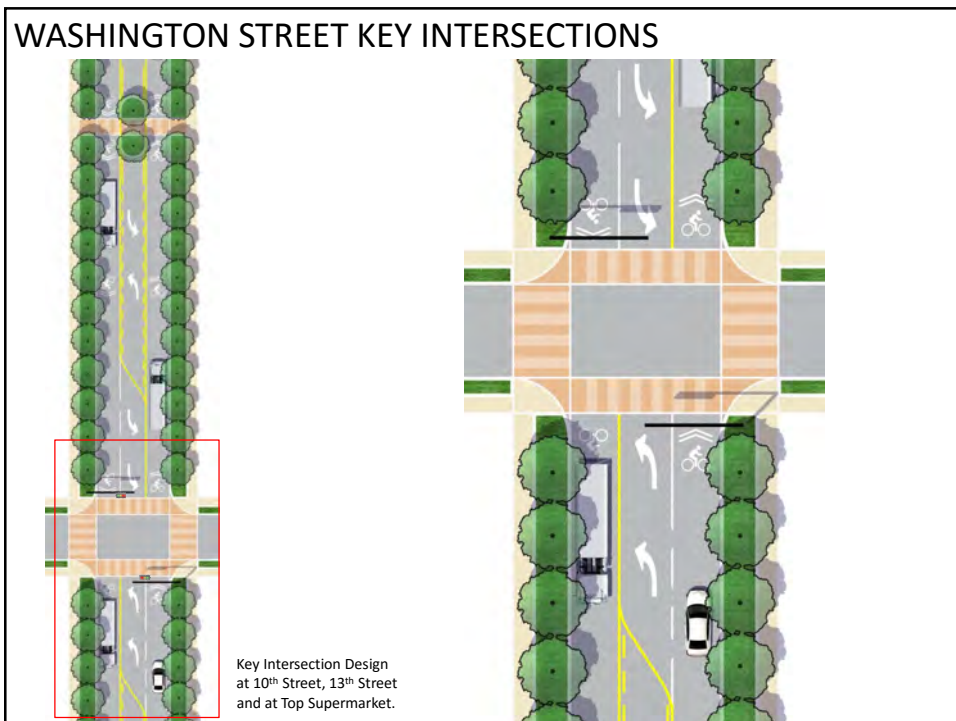 WASHINGTON STREET KEY INTERSECTIONS
Key Intersection Design
at 10th Street, 13th Street
and at Top Supermarket.